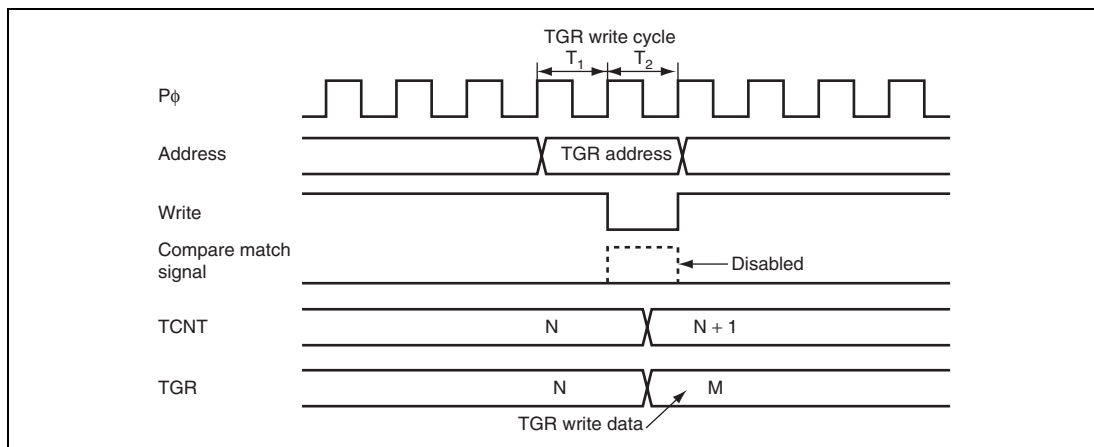 TGR write cycle
T1 T2
Pϕ
Address
TGR address
Write
Compare match
signal
Disabled
TCNT
N
N + 1
TGR
N
M
TGR write data